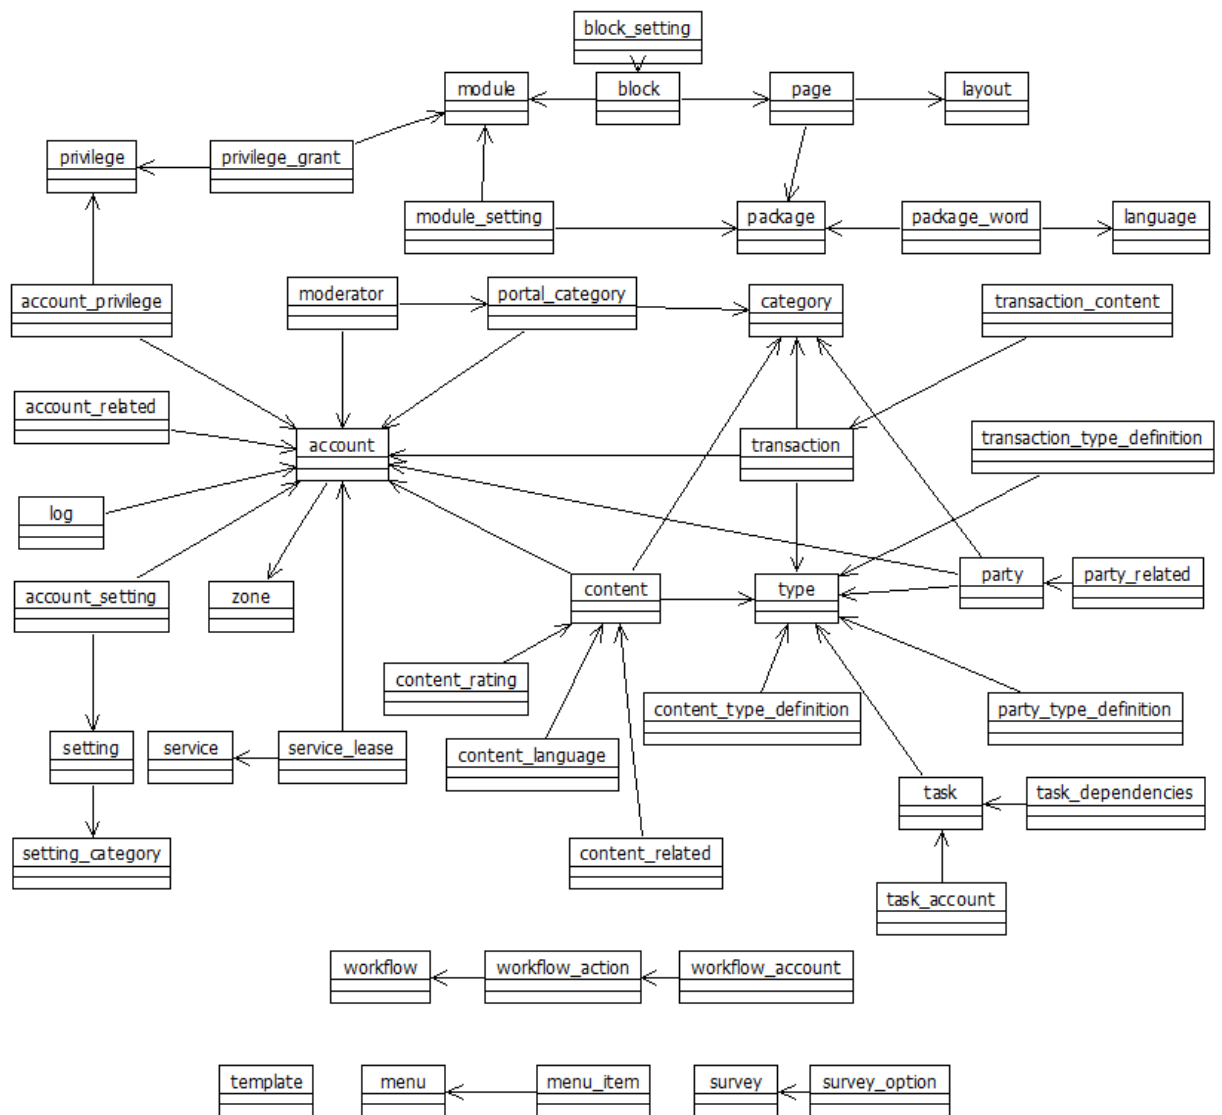 block_setting
module
block
page
layout
privilege
privilege_grant
module_setting
package
package_word
language
account_privilege
moderator
portal_category
category
transaction_content
account_related
account
transaction
transaction_type_definition
log
account_setting
zone
content
type
party
party_related
content_rating
content_type_definition
party_type_definition
setting
service
service_lease
content_language
task
task_dependencies
setting_category
content_related
task_account
workflow
workflow_action
workflow_account
template
menu
menu_item
survey
survey_option